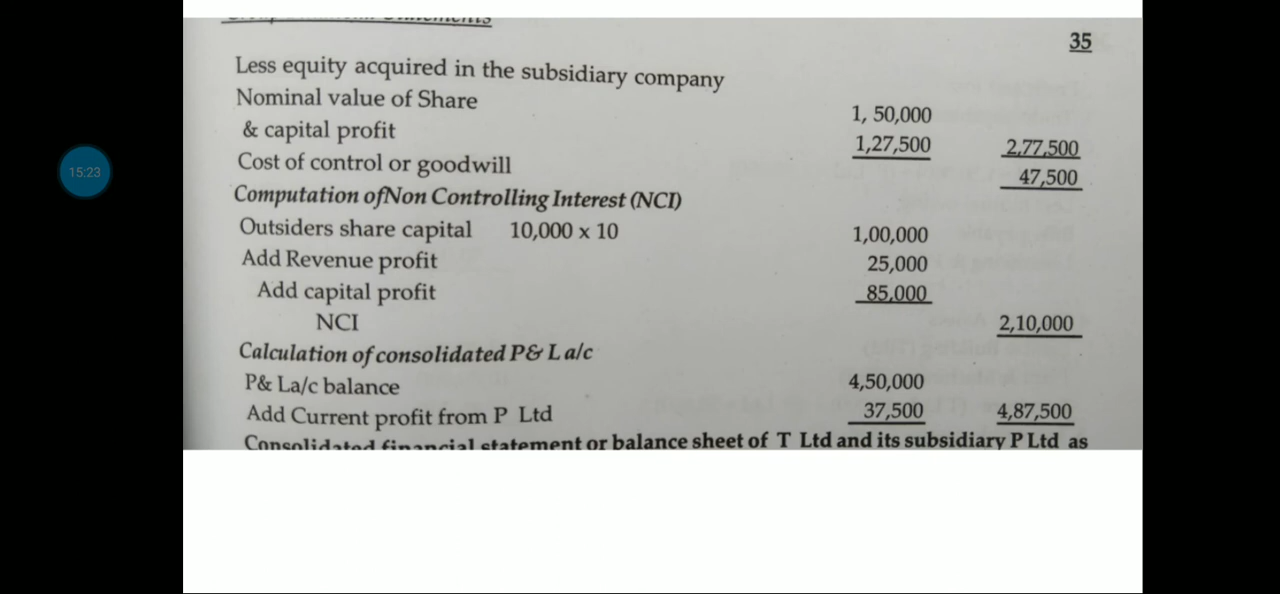 35
Less equity acquired in the subsidiary company
Nominal value of Share 1, 50,000
& capital profit 1,27,500 2,77,500
Cost of control or goodwill 47,500
Computation ofNon Controlling Interest (NCI)
Outsiders share capital 10,000 x 10 1,00,000
Add Revenue profit 25,000
Add capital profit 85,000
NCI 2,10,000
Calculation of consolidated P& L a/c
P& La/c balance 4,50,000
Add Current profit from P Ltd 37,500 4,87,500
Consolidated financial statement or balance sheet of T Ltd and its subsidiary P Ltd as
15:23